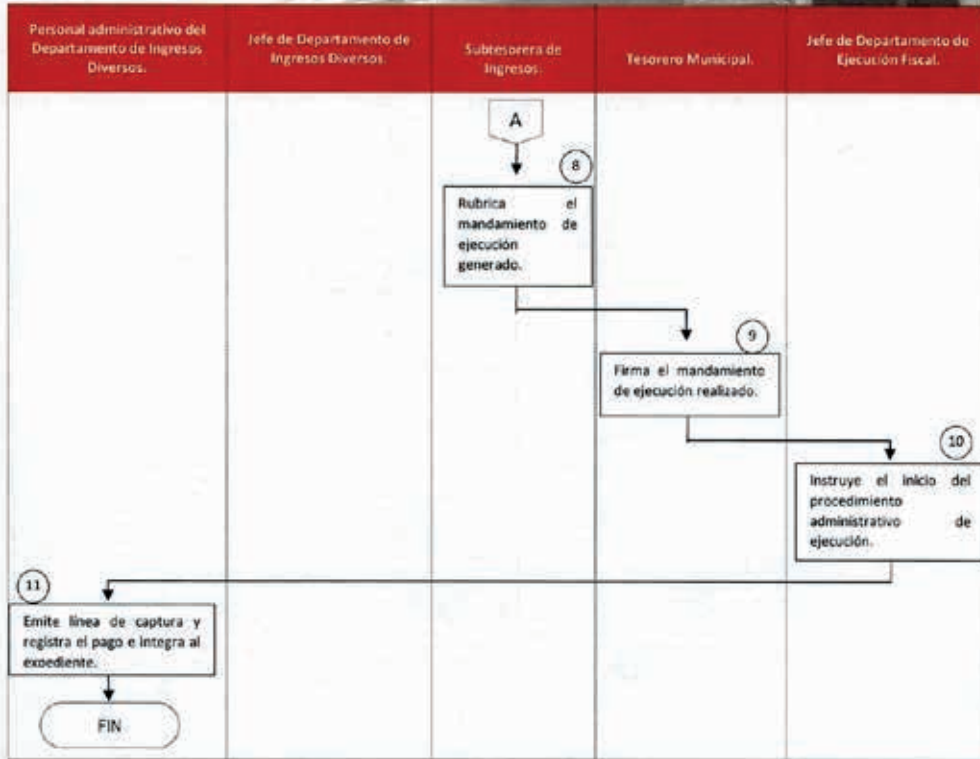 Personal administrativo del
Departamento de Ingresos
Diversos.
Jefe de Departamento de
Ingresos Diversos.
Subtesorera de
Ingresos.
Tesorero Municipal.
Jefe de Departamento de
Ejecución Fiscal.
A
8
Rubrica el
mandamiento de
ejecución
generado.
9
Firma el mandamiento
de ejecución realizado.
10
Instruye el inicio del
procedimiento
administrativo de
ejecución.
11
Emite línea de captura y
registra el pago e integra al
expediente.
FIN